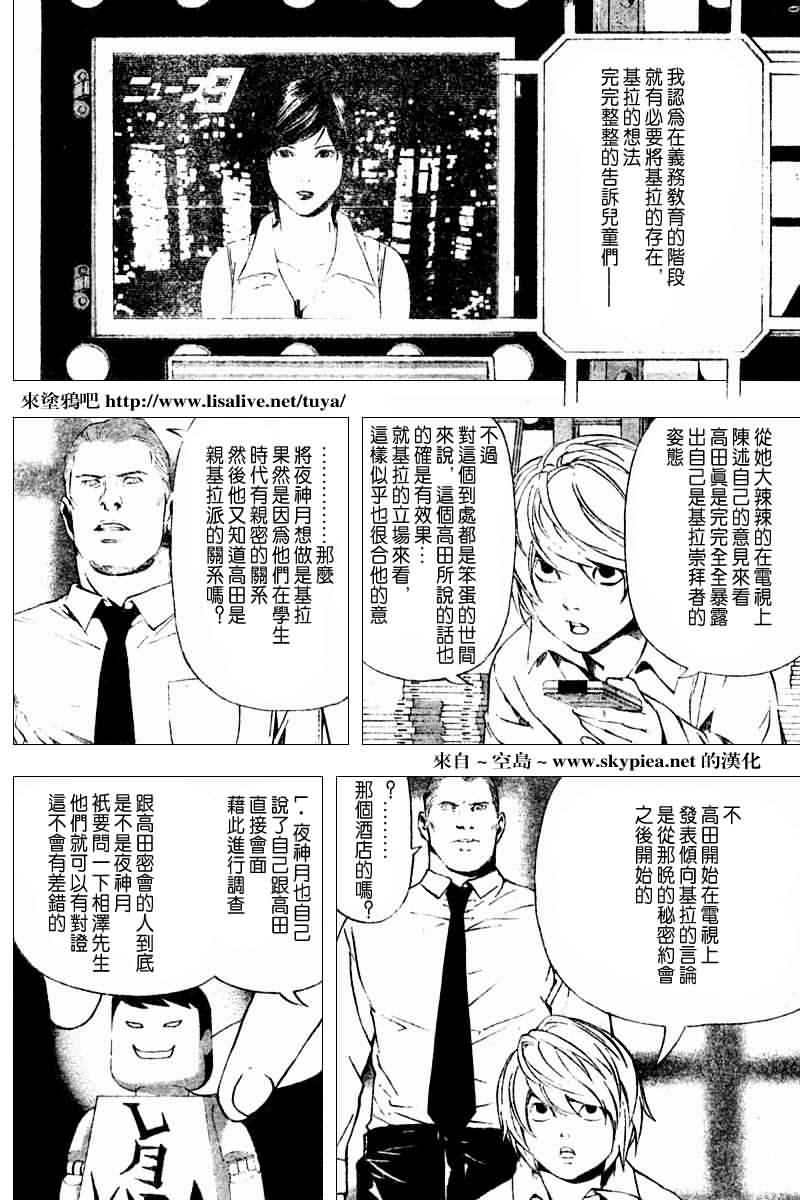 ニュース9
我認為在義務教育的階段
就有必要將基拉的存在，
基拉的想法
完完整整的告訴兒童們——
來塗鴉吧 http://www.lisalive.net/tuya/
從她大辣辣的在電視上
陳述自己的意見來看
高田真是完完全全暴露
出自己是基拉崇拜者的
姿態
不過
對這個到處都是笨蛋的世間
來說，這個高田所說的話也
的確是有效果…
就基拉的立場來看，
這樣似乎也很合他的意
……………那麼
將夜神月想做是基拉
果然是因為他們在學生
時代有親密的關系
然後他又知道高田是
親基拉派的關系嗎？
來自～空島～www.skypiea.net 的漢化
不
高田開始在電視上
發表傾向基拉的言論
是從那晚的秘密約會
之後開始的
？………
那個酒店的嗎？
L·夜神月也自己
說了自己跟高田
直接會面
藉此進行調查
跟高田密會的人到底
是不是夜神月
衹要問一下相澤先生
他們就可以有對證
這不會有差錯的
L
月